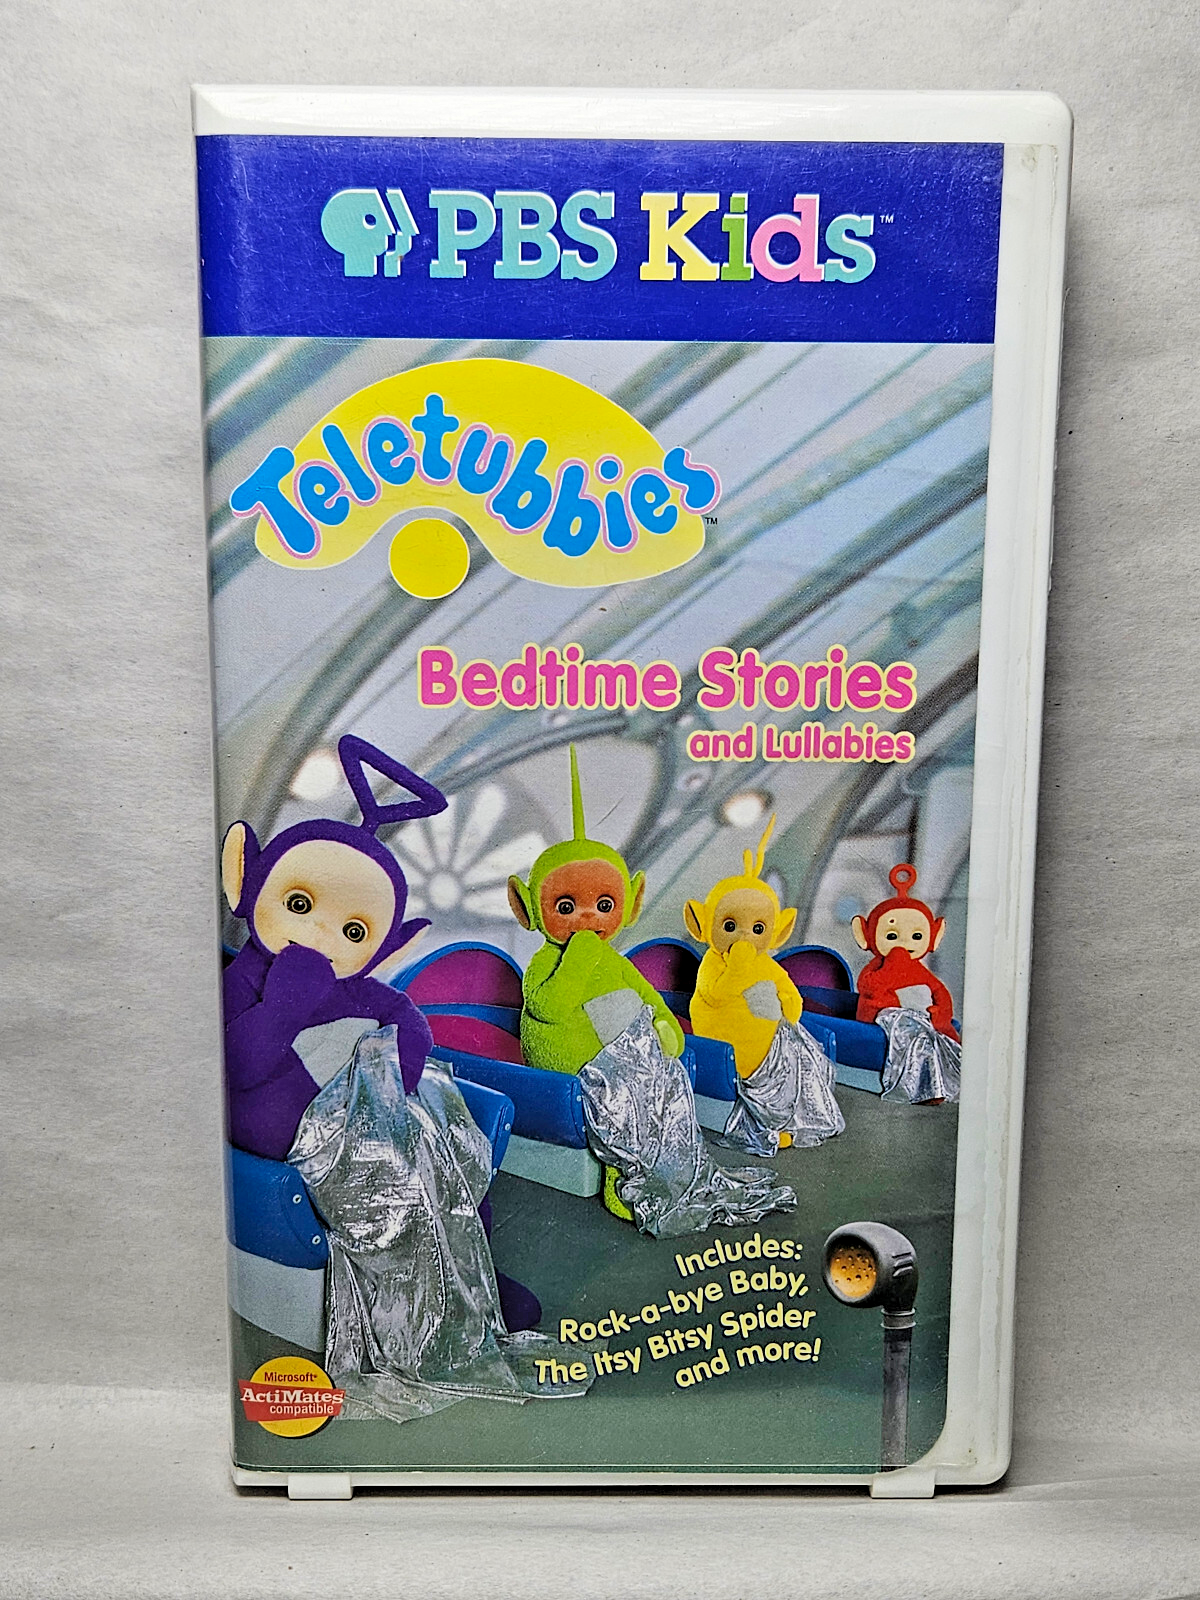 PBS Kids™
Teletubbies™
Bedtime Stories
and Lullabies
Includes:
Rock-a-bye Baby,
The Itsy Bitsy Spider
and more!
Microsoft®
ActiMates
compatible